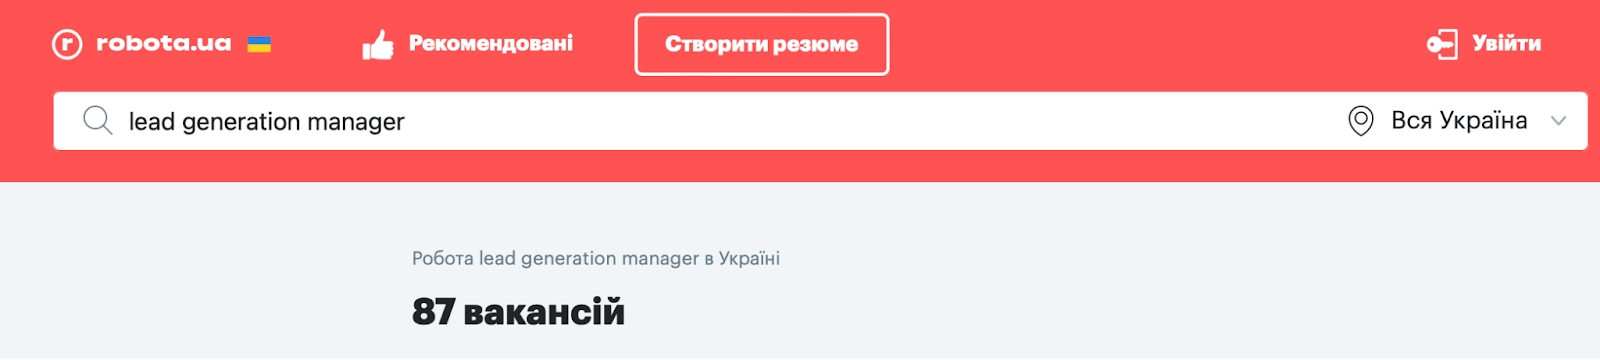 robota.ua
Рекомендовані
Створити резюме
Увійти
lead generation manager
Вся Україна
Робота lead generation manager в Україні
87 вакансій